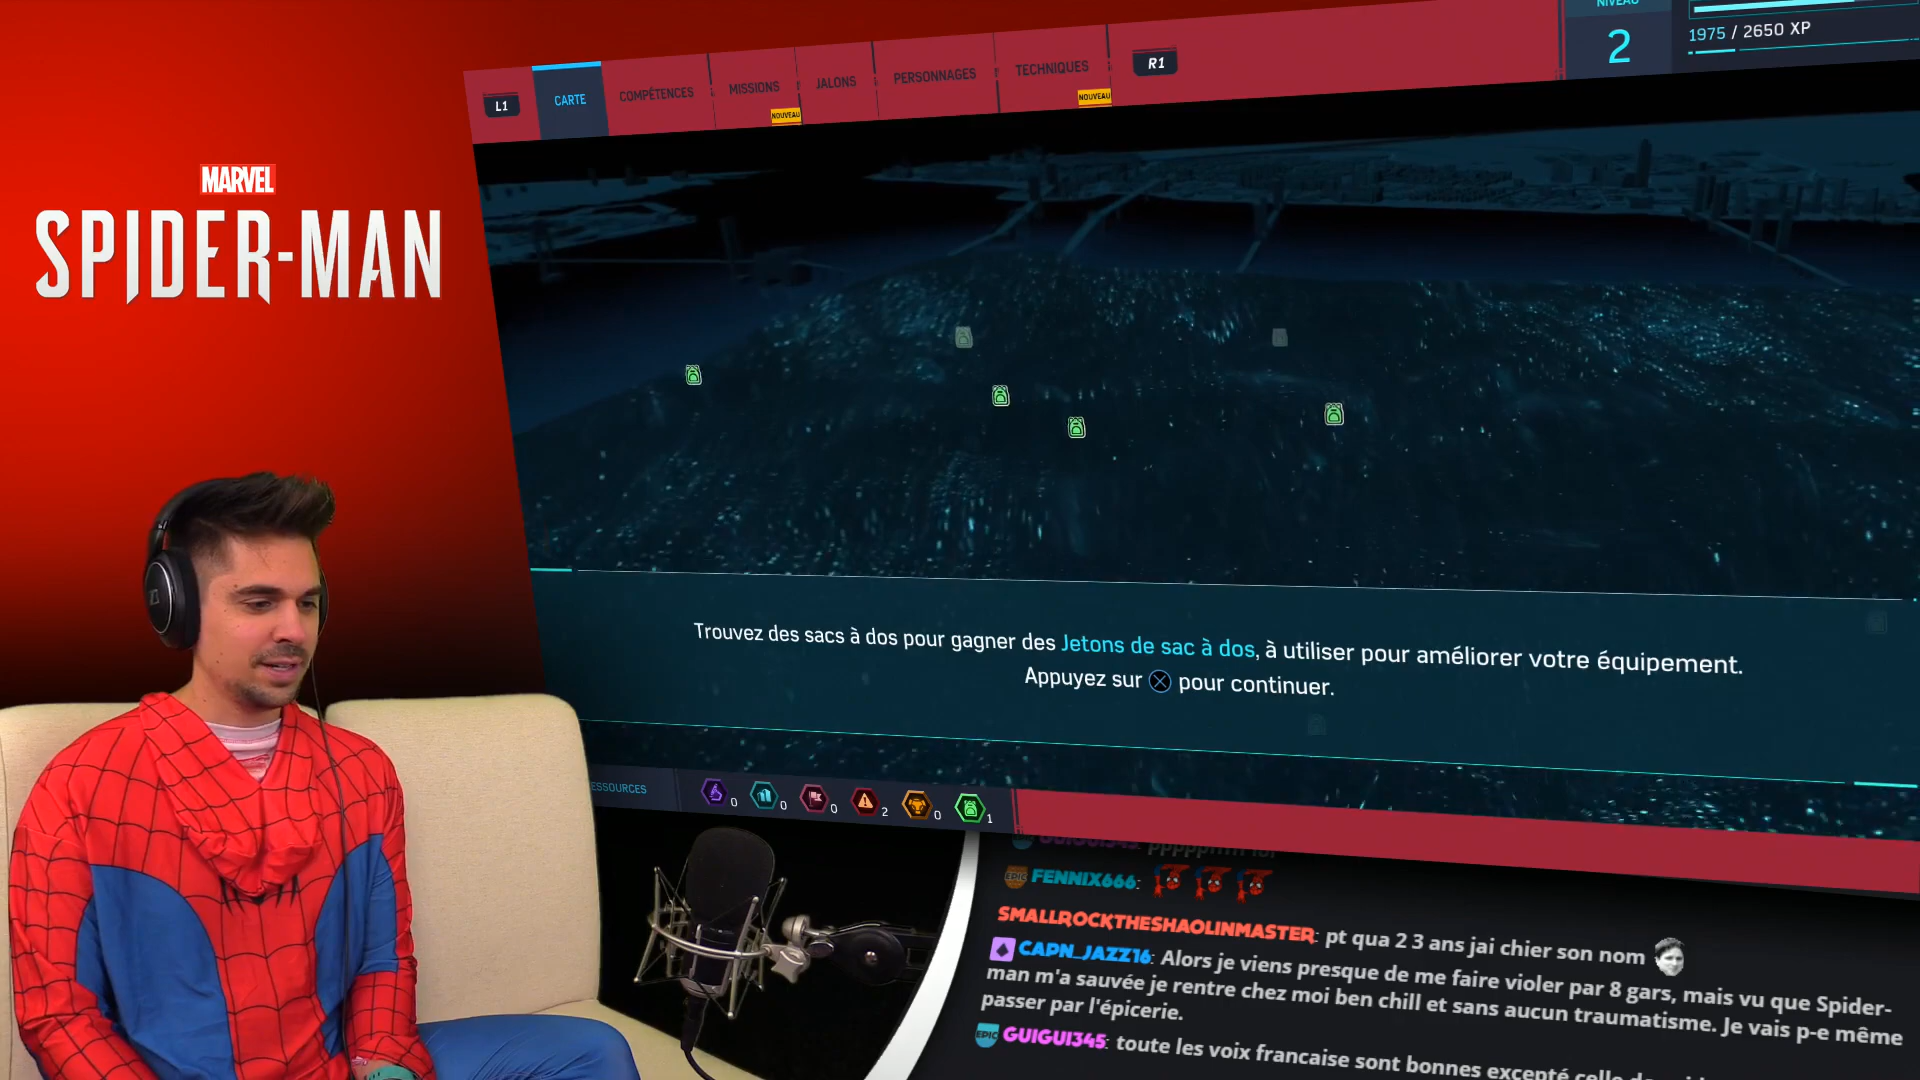 MARVEL
SPIDER-MAN
L1
CARTE
COMPÉTENCES
MISSIONS
NOUVEAU
JALONS
PERSONNAGES
TECHNIQUES
NOUVEAU
R1
NIVEAU
2
1975 / 2650 XP
Trouvez des sacs à dos pour gagner des Jetons de sac à dos, à utiliser pour améliorer votre équipement.
Appuyez sur ⓧ pour continuer.
ESSOURCES
0
0
0
2
0
1
EPIC FENNIX666:
SMALLROCKTHESHAOLINMASTER: pt qua 2 3 ans jai chier son nom
CAPN_JAZZ16: Alors je viens presque de me faire violer par 8 gars, mais vu que Spider-
man m'a sauvée je rentre chez moi ben chill et sans aucun traumatisme. Je vais p-e même
passer par l'épicerie.
EPIC GUIGUI345: toute les voix francaise sont bonnes excepté celle